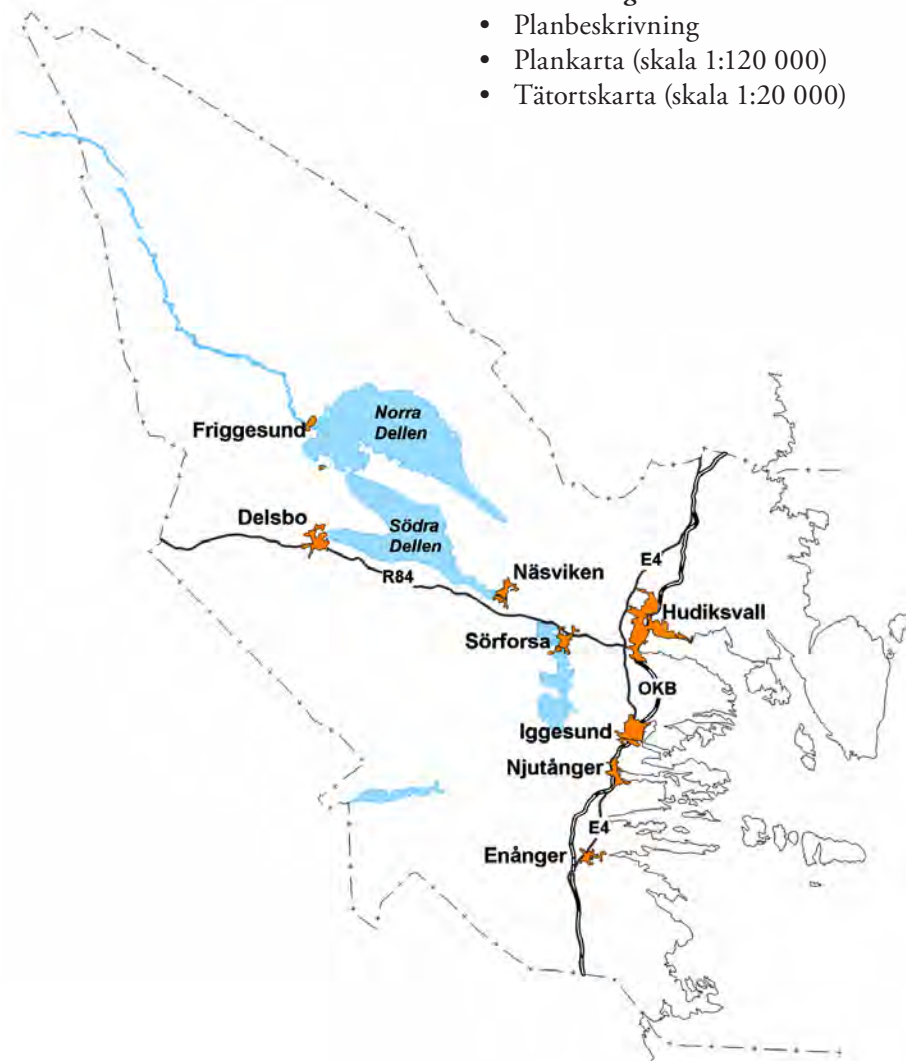 • Planbeskrivning
• Plankarta (skala 1:120 000)
• Tätortskarta (skala 1:20 000)
Norra
Dellen
Friggesund
Delsbo
Södra
Dellen
R84
Näsviken
E4
Hudiksvall
Sörforsa
OKB
Iggesund
Njutånger
E4
Enånger